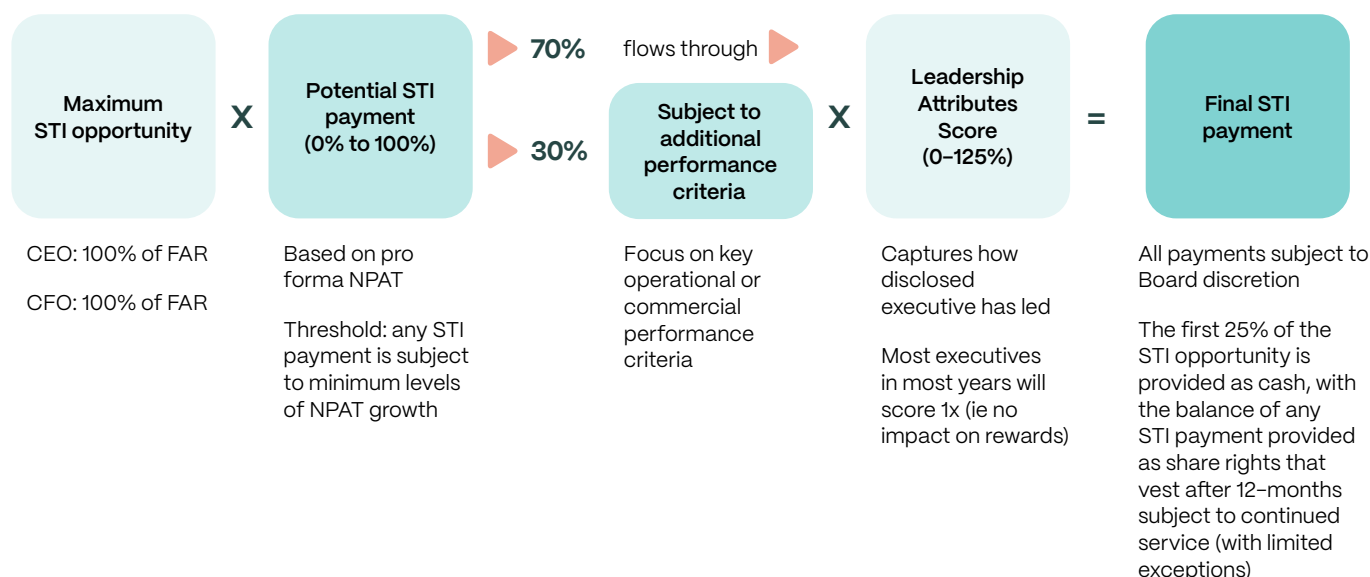 Maximum
STI opportunity
X
Potential STI
payment
(0% to 100%)
70%
flows through
30%
Subject to
additional
performance
criteria
X
Leadership
Attributes
Score
(0–125%)
=
Final STI
payment
CEO: 100% of FAR
CFO: 100% of FAR
Based on pro
forma NPAT
Threshold: any STI
payment is subject
to minimum levels
of NPAT growth
Focus on key
operational or
commercial
performance
criteria
Captures how
disclosed
executive has led
Most executives
in most years will
score 1x (ie no
impact on rewards)
All payments subject to
Board discretion
The first 25% of the
STI opportunity is
provided as cash, with
the balance of any
STI payment provided
as share rights that
vest after 12–months
subject to continued
service (with limited
exceptions)